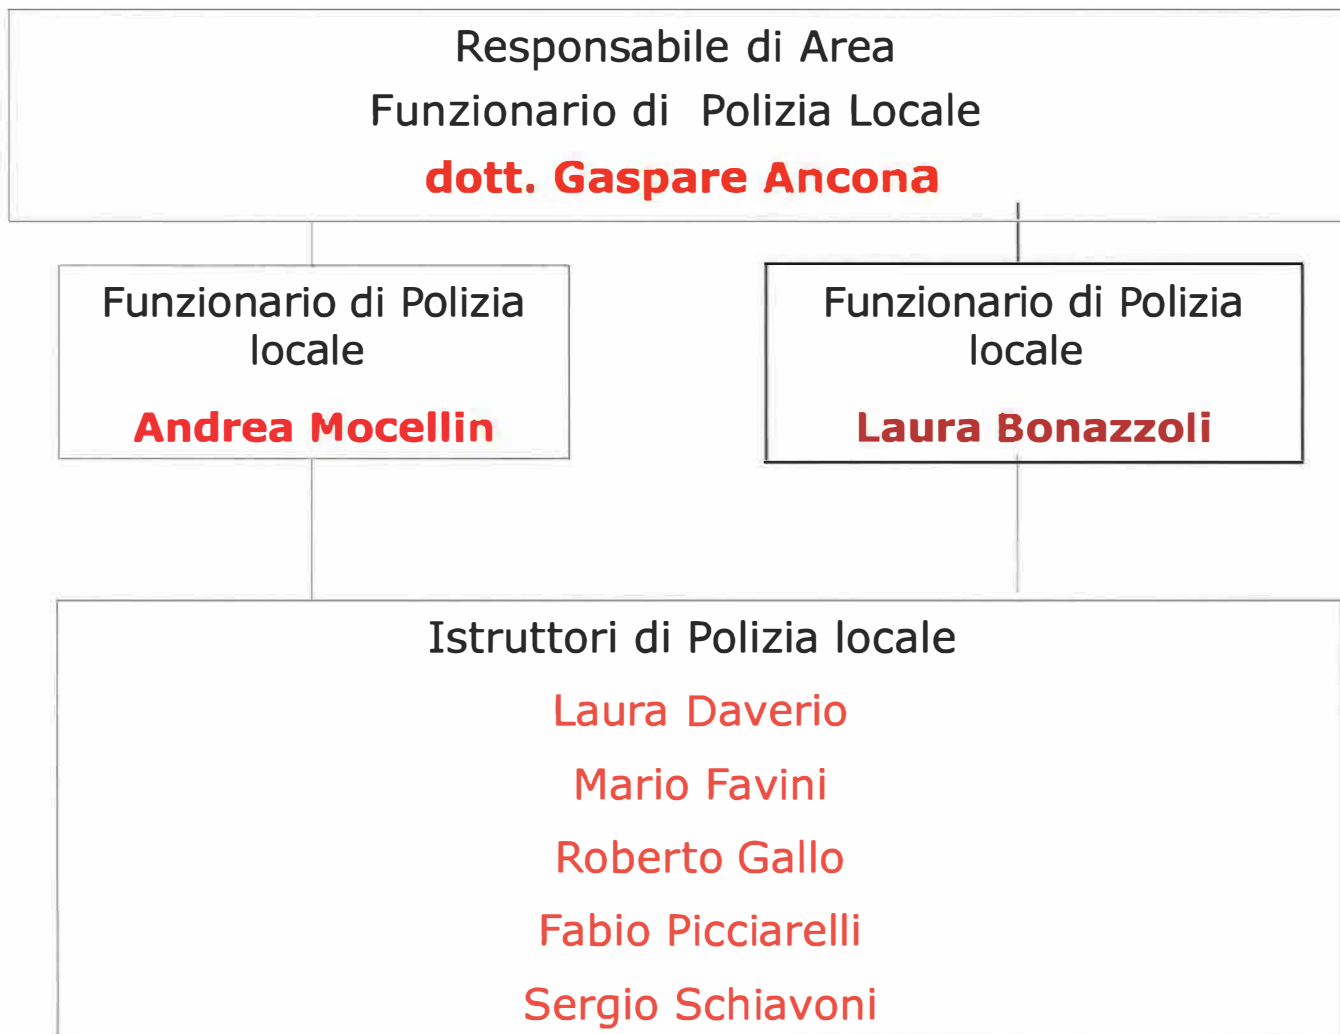 Responsabile di Area
Funzionario di Polizia Locale
dott. Gaspare Ancona
Funzionario di Polizia
locale
Andrea Mocellin
Funzionario di Polizia
locale
Laura Bonazzoli
Istruttori di Polizia locale
Laura Daverio
Mario Favini
Roberto Gallo
Fabio Picciarelli
Sergio Schiavoni